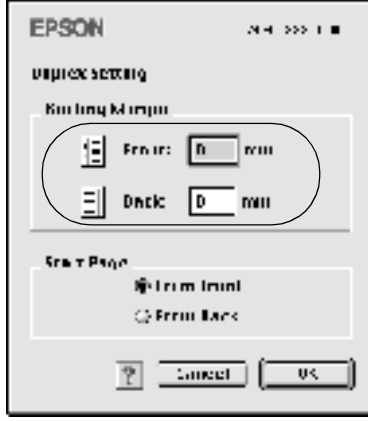 EPSON
Duplex Setting
Binding Margin
Front: 0 mm
Back: 0 mm
Start Page
From Front
From Back
?
Cancel OK